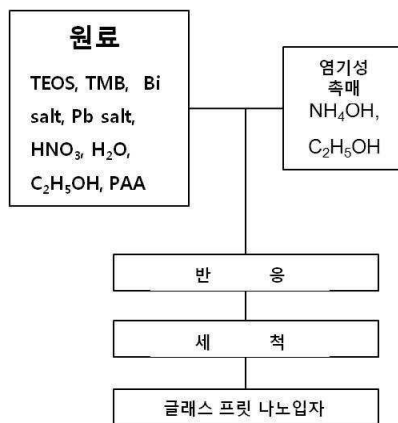 원료
TEOS, TMB, Bi
salt, Pb salt,
HNO₃, H₂O,
C₂H₅OH, PAA
염기성
촉매
NH₄OH,
C₂H₅OH
반 응
세 척
글래스 프릿 나노입자